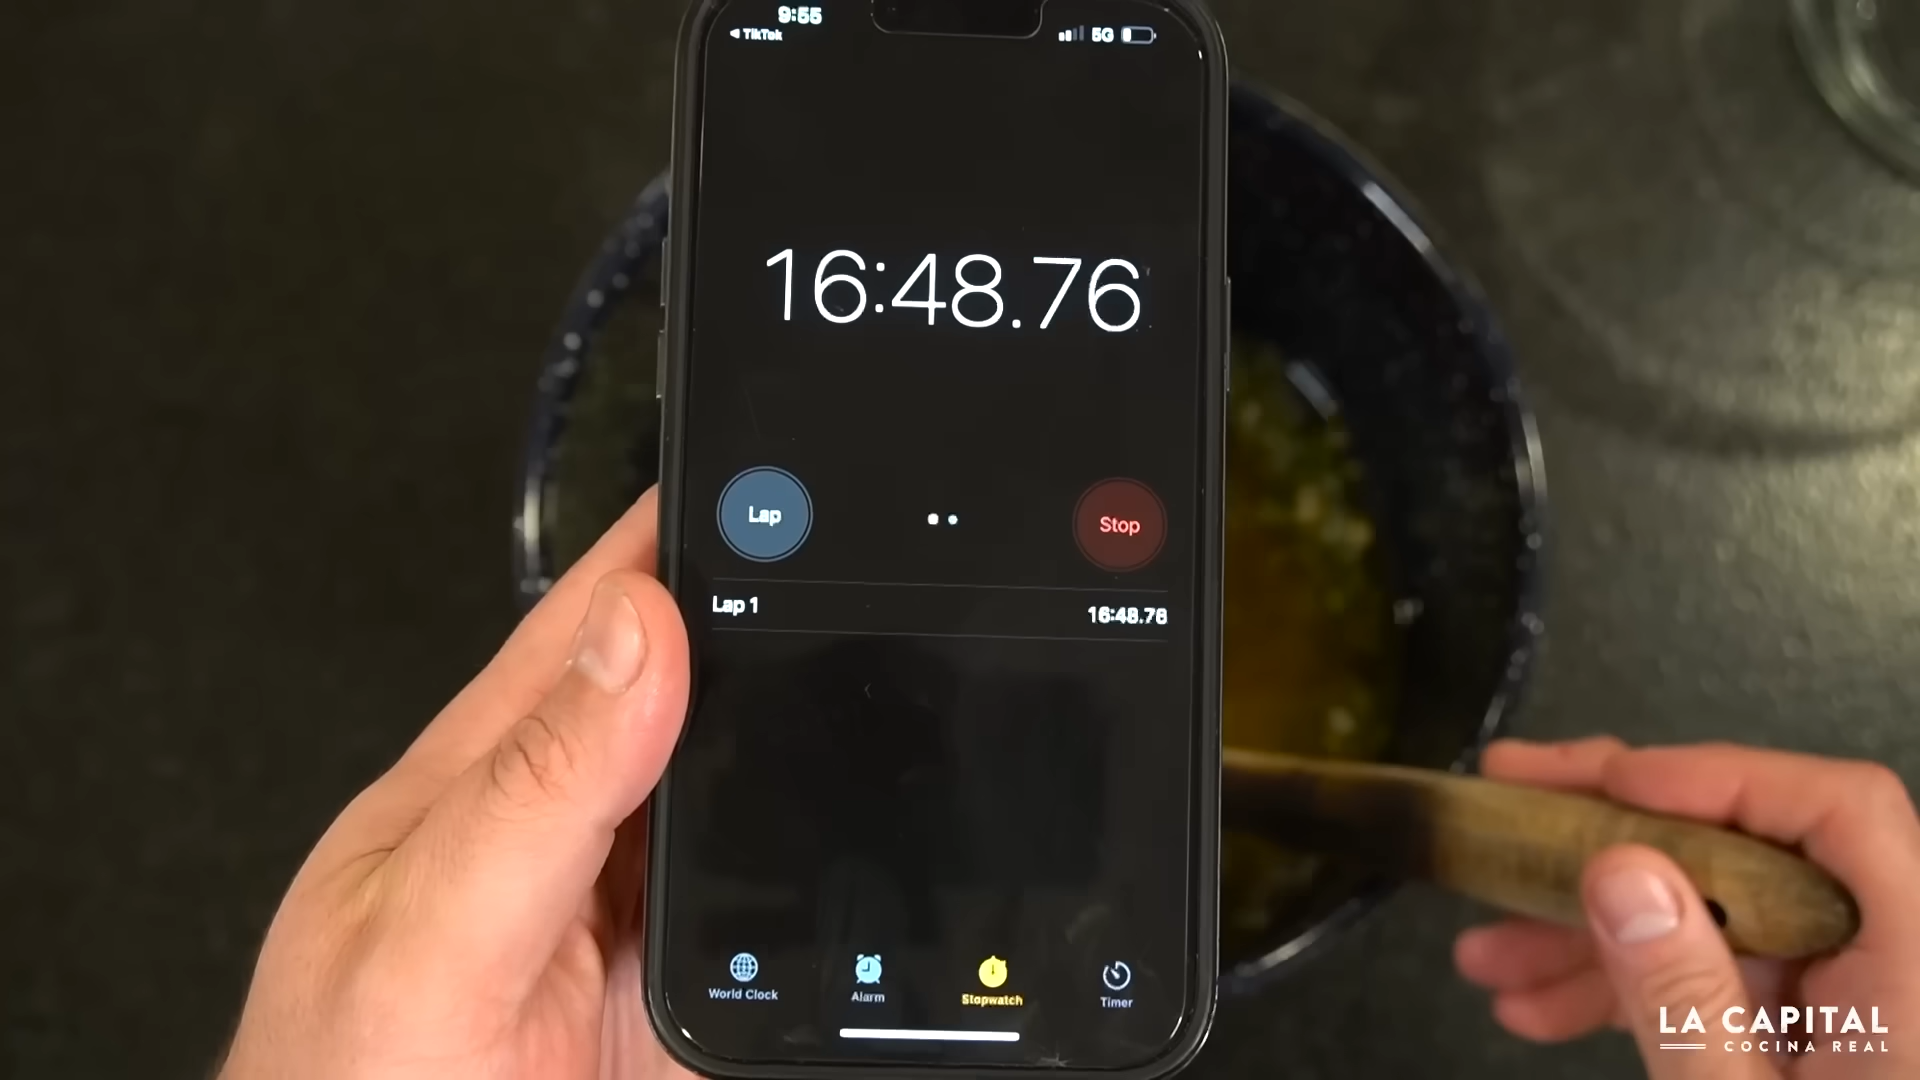 9:55
TikTok
5G
16:48.76
Lap
Stop
Lap 1
16:48.76
World Clock
Alarm
Stopwatch
Timer
LA CAPITAL
COCINA REAL